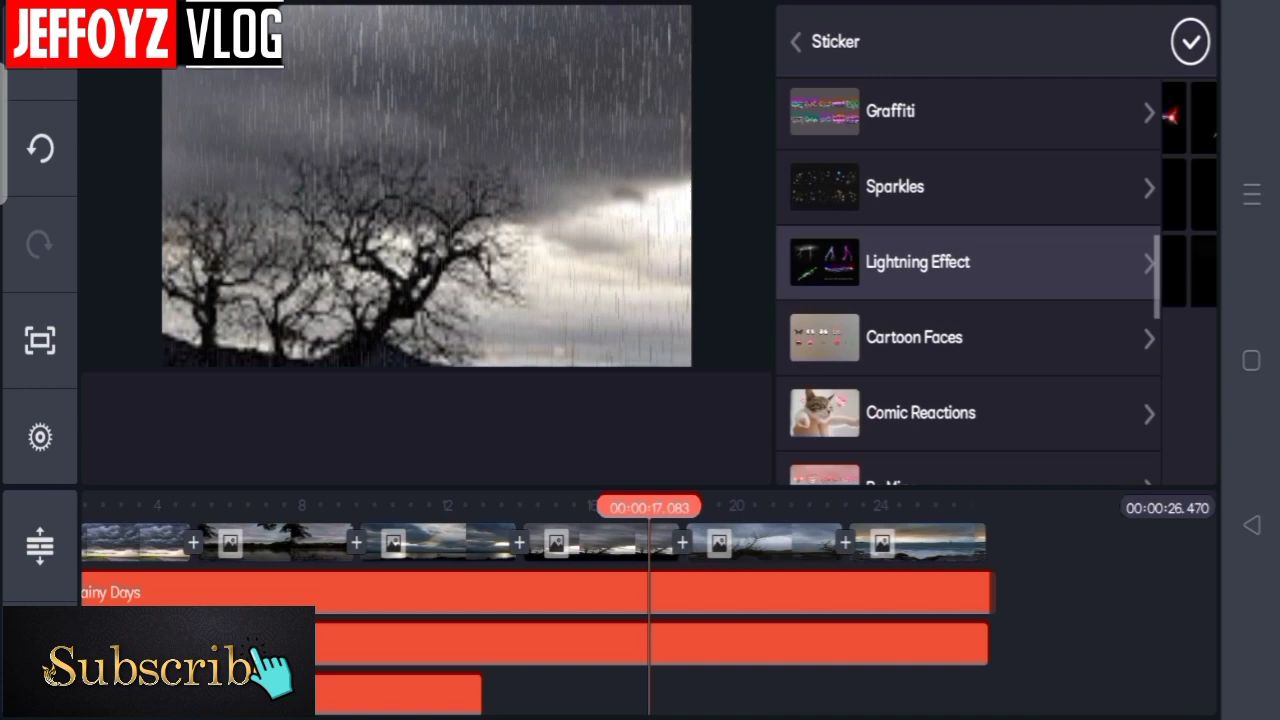 JEFFOYZ VLOG
Sticker
Graffiti
Sparkles
Lightning Effect
Cartoon Faces
Comic Reactions
4 8 12 00:00:17.083 20 24 00:00:26.470
ainy Days
Subscrib